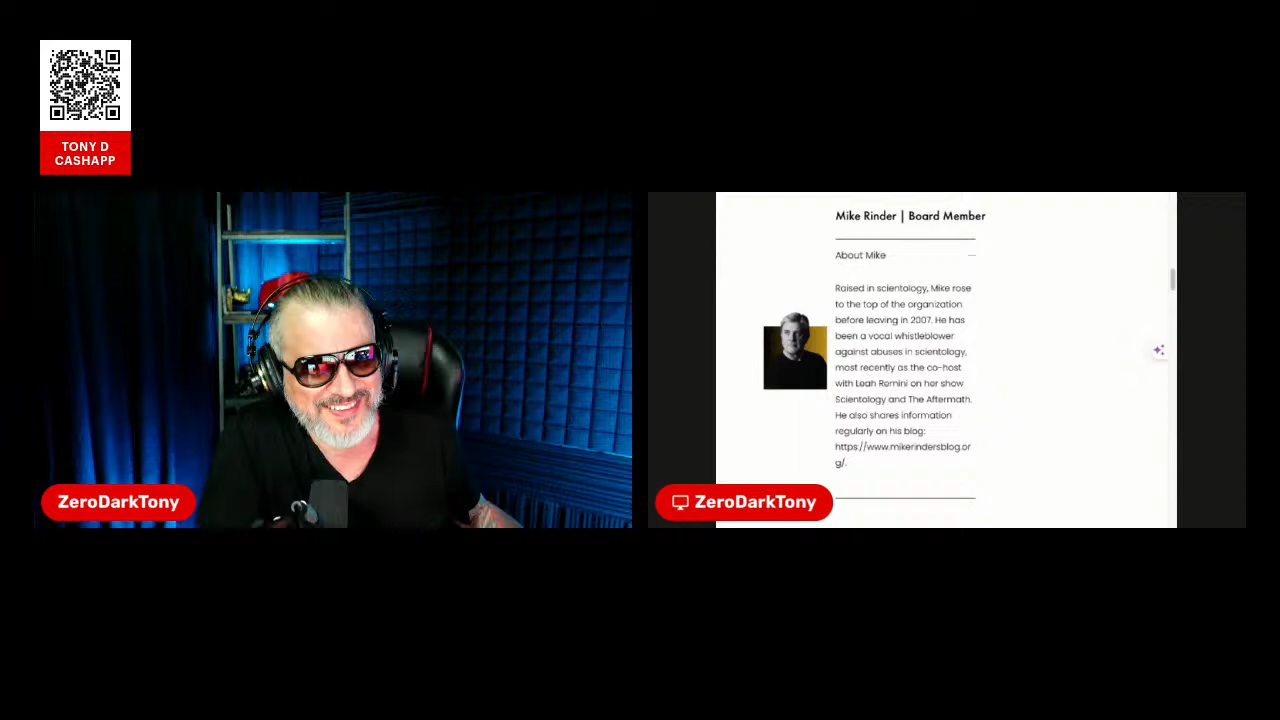 TONY D
CASHAPP
ZeroDarkTony
Mike Rinder | Board Member
About Mike
Raised in scientology, Mike rose
to the top of the organization
before leaving in 2007. He has
been a vocal whistleblower
against abuses in scientology,
most recently as the co-host
with Leah Remini on her show
Scientology and The Aftermath.
He also shares information
regularly on his blog:
https://www.mikerindersblog.or
g/.
ZeroDarkTony